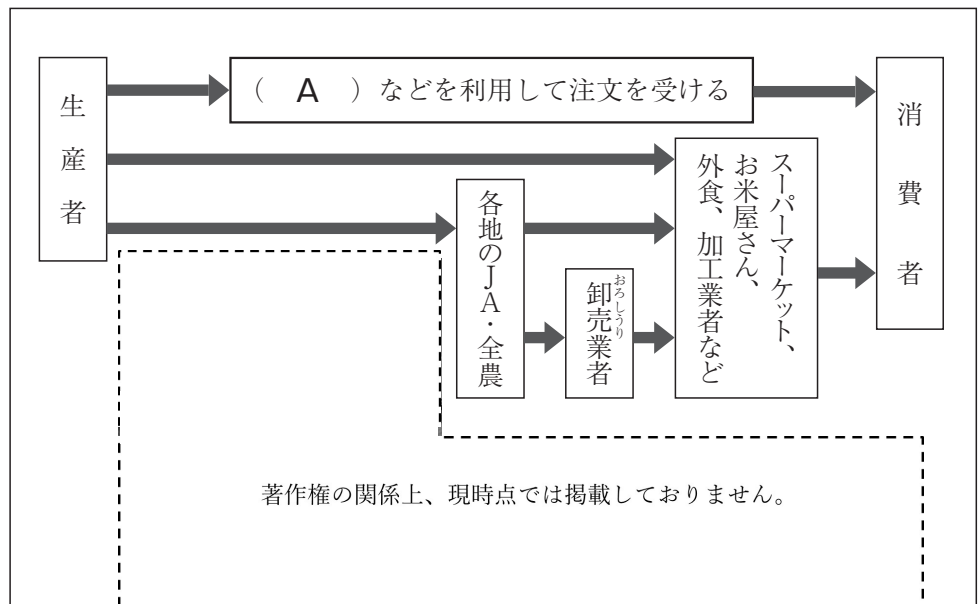 生産者
( A )などを利用して注文を受ける
消費者
スーパーマーケット、
お米屋さん、
外食、加工業者など
各地のJA・全農
卸売業者
おろしうり
著作権の関係上、現時点では掲載しておりません。